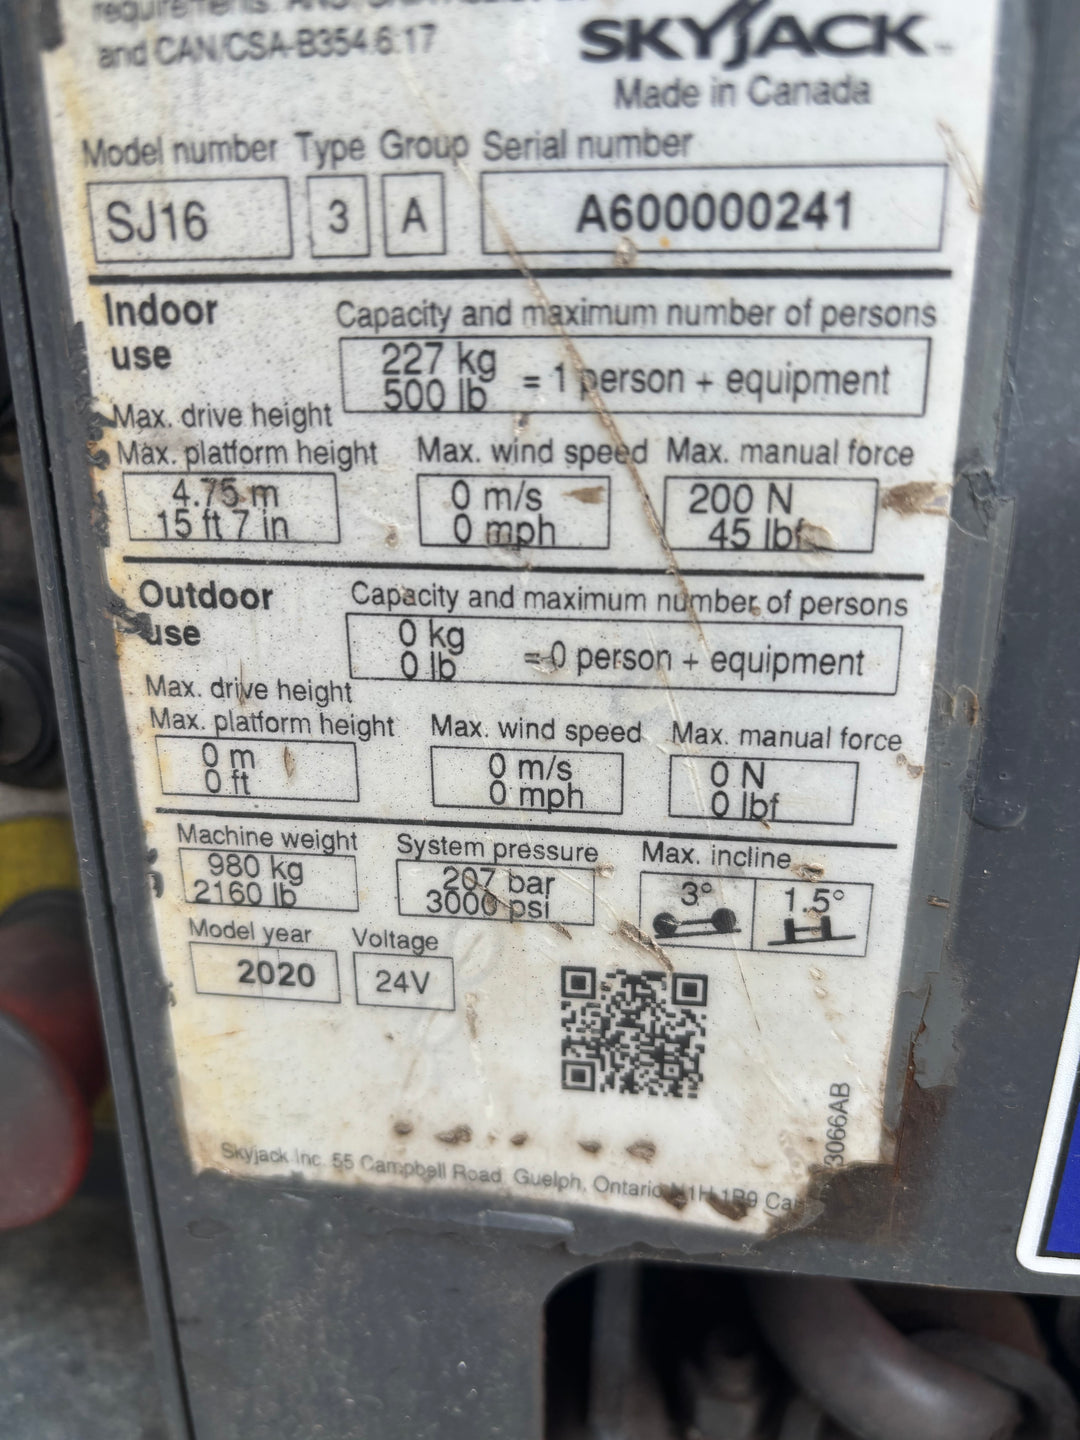 and CAN/CSA-B354.6:17
SKYJACK
Made in Canada
Model number Type Group Serial number
SJ16 3 A A600000241
Indoor use
Capacity and maximum number of persons
227 kg
500 lb = 1 person + equipment
Max. drive height
Max. platform height Max. wind speed Max. manual force
4.75 m 0 m/s 200 N
15 ft 7 in 0 mph 45 lbf
Outdoor use
Capacity and maximum number of persons
0 kg
0 lb = 0 person + equipment
Max. drive height
Max. platform height Max. wind speed Max. manual force
0 m 0 m/s 0 N
0 ft 0 mph 0 lbf
Machine weight System pressure Max. incline
980 kg 207 bar 3° 1.5°
2160 lb 3000 psi
Model year Voltage
2020 24V
3066AB
Skyjack Inc. 55 Campbell Road, Guelph, Ontario N1H 1B9